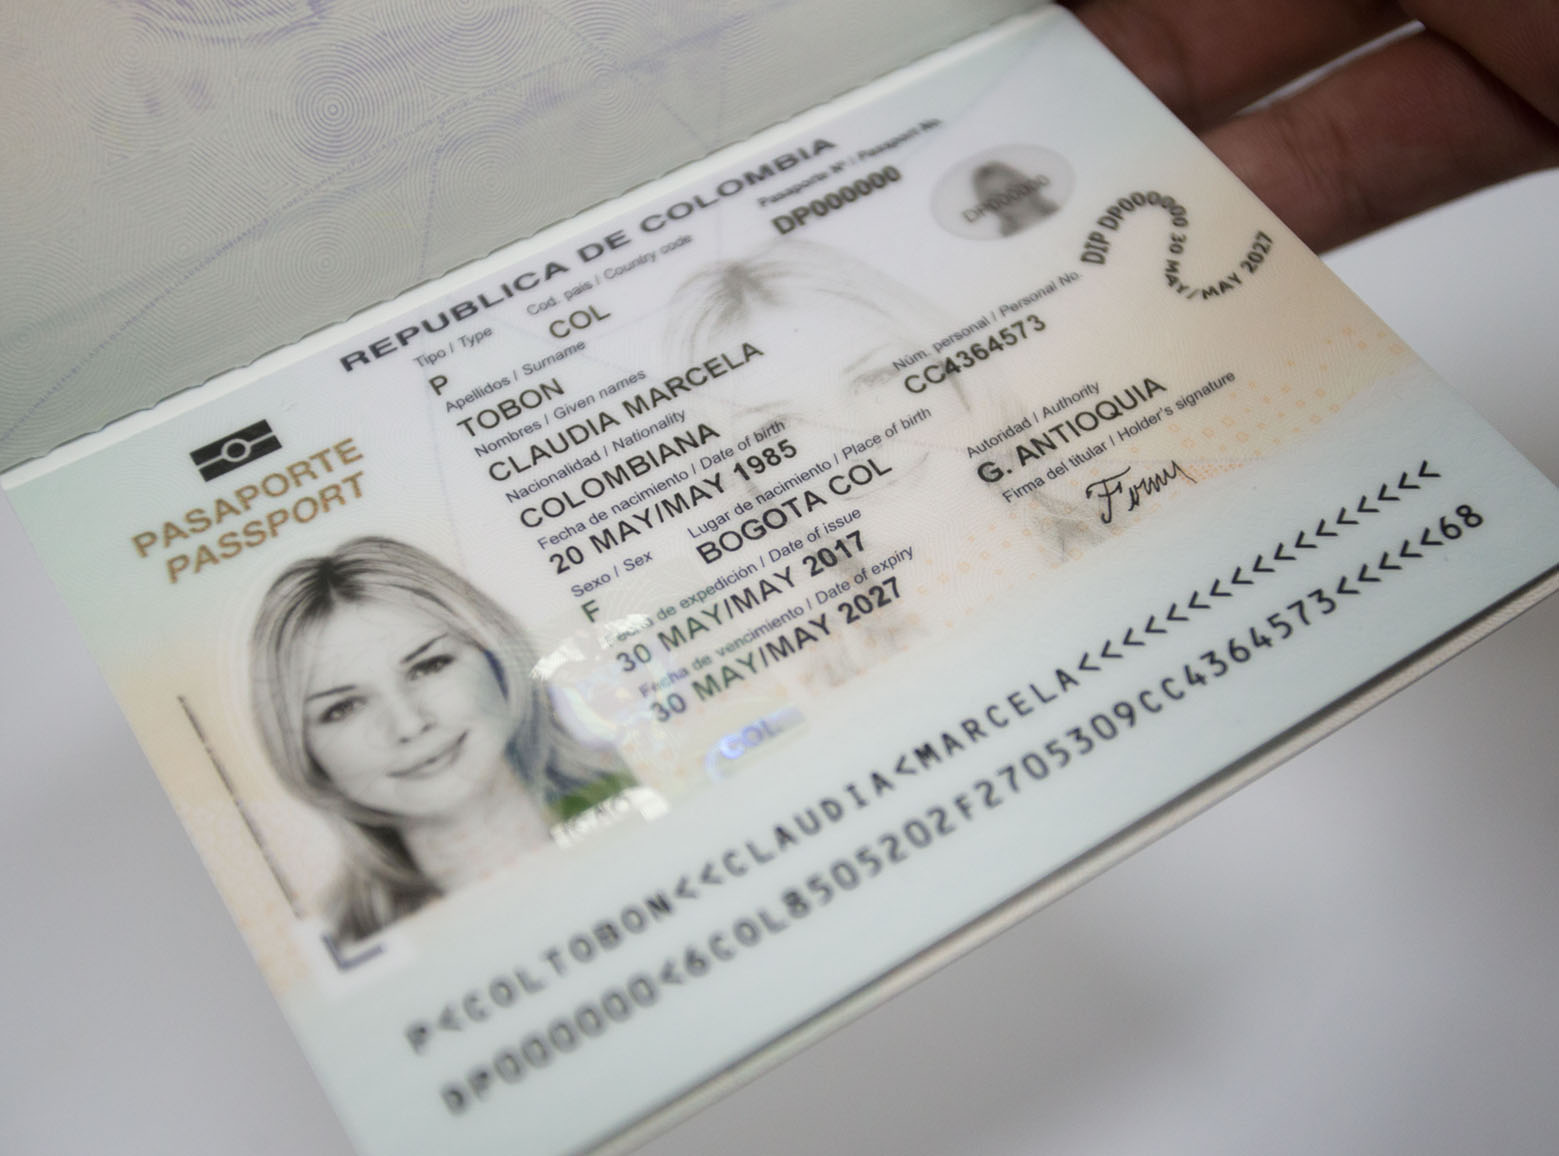 REPUBLICA DE COLOMBIA
PASAPORTE
PASSPORT
Tipo / Type
P
Cod. país / Country code
COL
Pasaporte Nº / Passport No.
DP000000
DP000000
DIP DP000000 30 MAY/MAY 2027
Apellidos / Surname
TOBON
Nombres / Given names
CLAUDIA MARCELA
Nacionalidad / Nationality
COLOMBIANA
Núm. personal / Personal No.
CC4364573
Fecha de nacimiento / Date of birth
20 MAY/MAY 1985
Sexo / Sex
F
Lugar de nacimiento / Place of birth
BOGOTA COL
Fecha de expedición / Date of issue
30 MAY/MAY 2017
Fecha de vencimiento / Date of expiry
30 MAY/MAY 2027
Autoridad / Authority
G. ANTIOQUIA
Firma del titular / Holder's signature
Firma
COL
P<COLTOBON<<CLAUDIA<MARCELA<<<<<<<<<<<<<<<<<
DP000000<6COL8505202F2705309CC4364573<<<<<68